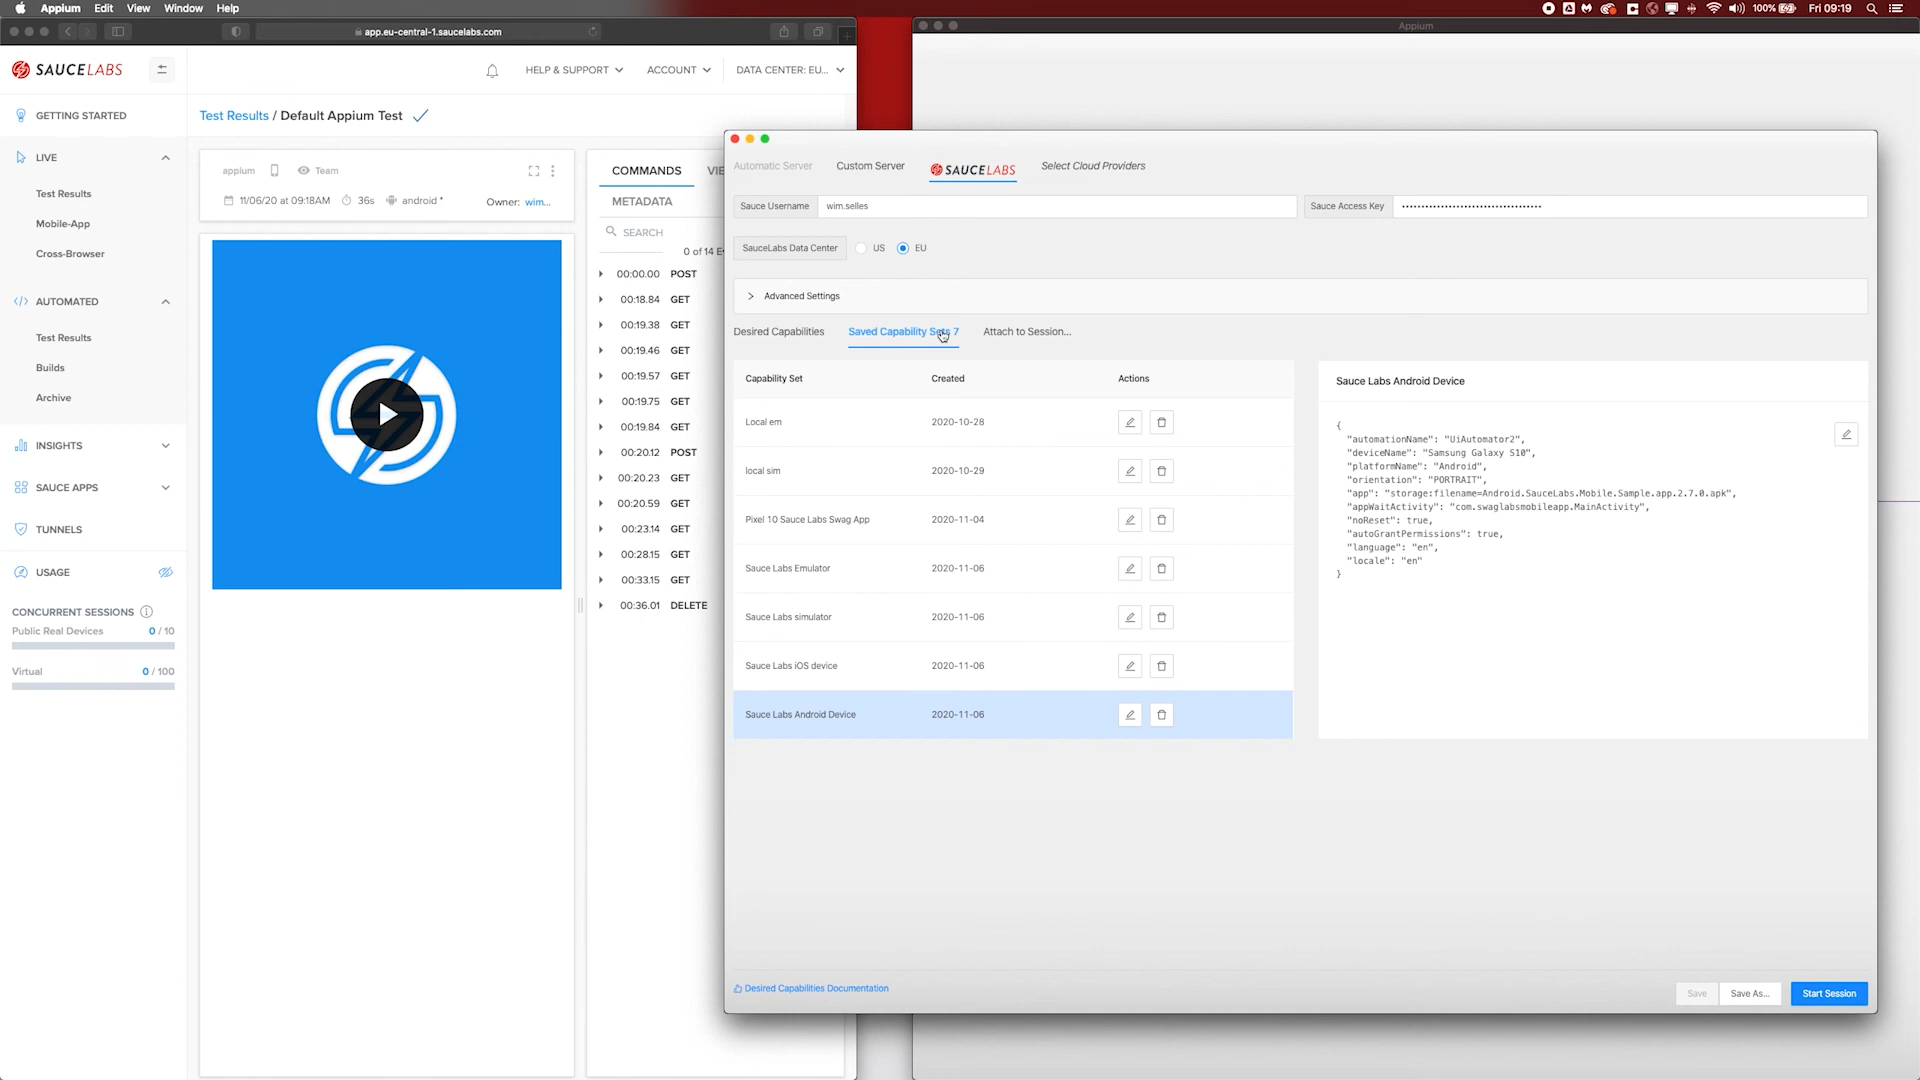 Appium Edit View Window Help
100% Fri 09:19
app.eu-central-1.saucelabs.com
Appium
SAUCELABS
HELP & SUPPORT
ACCOUNT
DATA CENTER: EU...
GETTING STARTED
LIVE
Test Results
Mobile-App
Cross-Browser
AUTOMATED
Test Results
Builds
Archive
INSIGHTS
SAUCE APPS
TUNNELS
USAGE
CONCURRENT SESSIONS
Public Real Devices 0 / 10
Virtual 0 / 100
Test Results / Default Appium Test
appium
Team
11/06/20 at 09:18AM 36s android * Owner: wim...
COMMANDS
VIE
METADATA
SEARCH
0 of 14 E
00:00.00 POST
00:18.84 GET
00:19.38 GET
00:19.46 GET
00:19.57 GET
00:19.75 GET
00:19.84 GET
00:20.12 POST
00:20.23 GET
00:20.59 GET
00:23.14 GET
00:28.15 GET
00:33.15 GET
00:36.01 DELETE
Automatic Server
Custom Server
SAUCELABS
Select Cloud Providers
Sauce Username wim.selles
Sauce Access Key ••••••••••••••••••••••••••••••••••••
SauceLabs Data Center US EU
Advanced Settings
Desired Capabilities
Saved Capability Sets 7
Attach to Session...
Capability Set Created Actions
Local em 2020-10-28
local sim 2020-10-29
Pixel 10 Sauce Labs Swag App 2020-11-04
Sauce Labs Emulator 2020-11-06
Sauce Labs simulator 2020-11-06
Sauce Labs iOS device 2020-11-06
Sauce Labs Android Device 2020-11-06
Sauce Labs Android Device
{
"automationName": "UiAutomator2",
"deviceName": "Samsung Galaxy S10",
"platformName": "Android",
"orientation": "PORTRAIT",
"app": "storage:filename=Android.SauceLabs.Mobile.Sample.app.2.7.0.apk",
"appWaitActivity": "com.swaglabsmobileapp.MainActivity",
"noReset": true,
"autoGrantPermissions": true,
"language": "en",
"locale": "en"
}
Desired Capabilities Documentation
Save
Save As...
Start Session